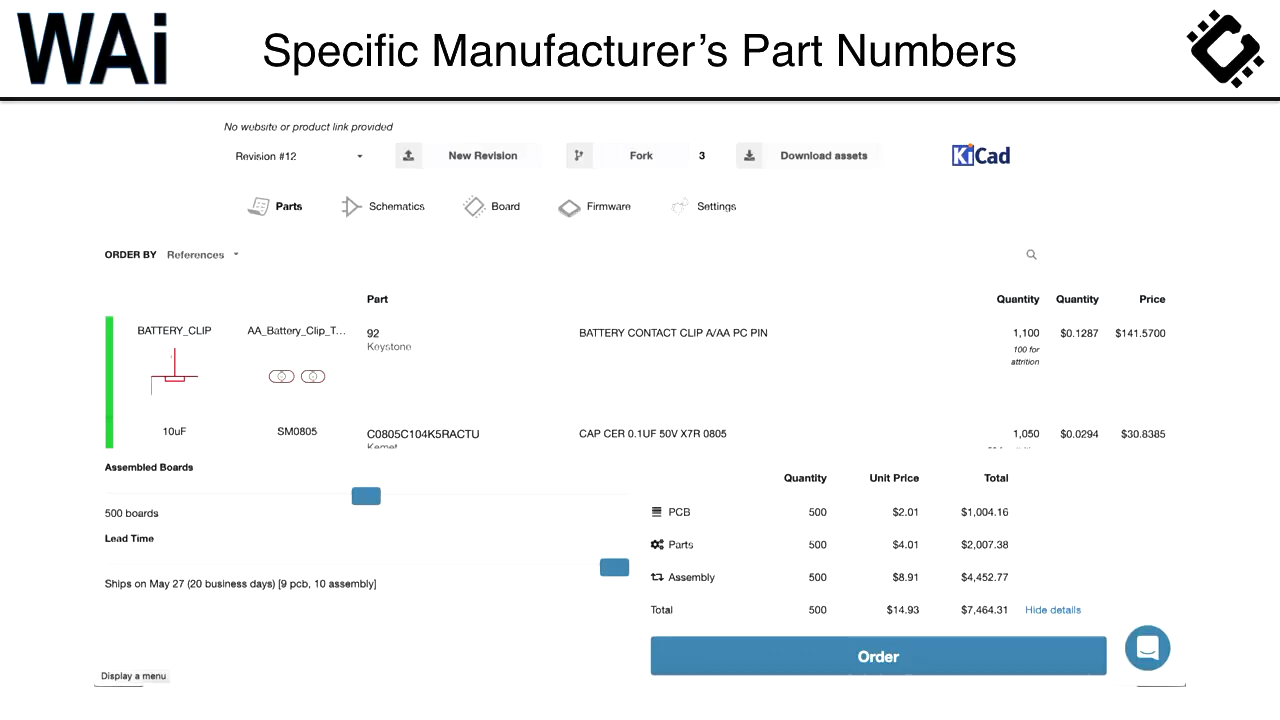 WAi
Specific Manufacturer's Part Numbers
No website or product link provided
Revision #12
New Revision
Fork
3
Download assets
KiCad
Parts
Schematics
Board
Firmware
Settings
ORDER BY References
Part
Quantity
Quantity
Price
BATTERY_CLIP
AA_Battery_Clip_T...
92
BATTERY CONTACT CLIP A/AA PC PIN
1,100
$0.1287
$141.5700
Keystone
100 for
attrition
10uF
SM0805
C0805C104K5RACTU
CAP CER 0.1UF 50V X7R 0805
1,050
$0.0294
$30.8385
Kemet
Assembled Boards
500 boards
Lead Time
Ships on May 27 (20 business days) [9 pcb, 10 assembly]
Quantity
Unit Price
Total
PCB
500
$2.01
$1,004.16
Parts
500
$4.01
$2,007.38
Assembly
500
$8.91
$4,452.77
Total
500
$14.93
$7,464.31
Hide details
Order
Display a menu